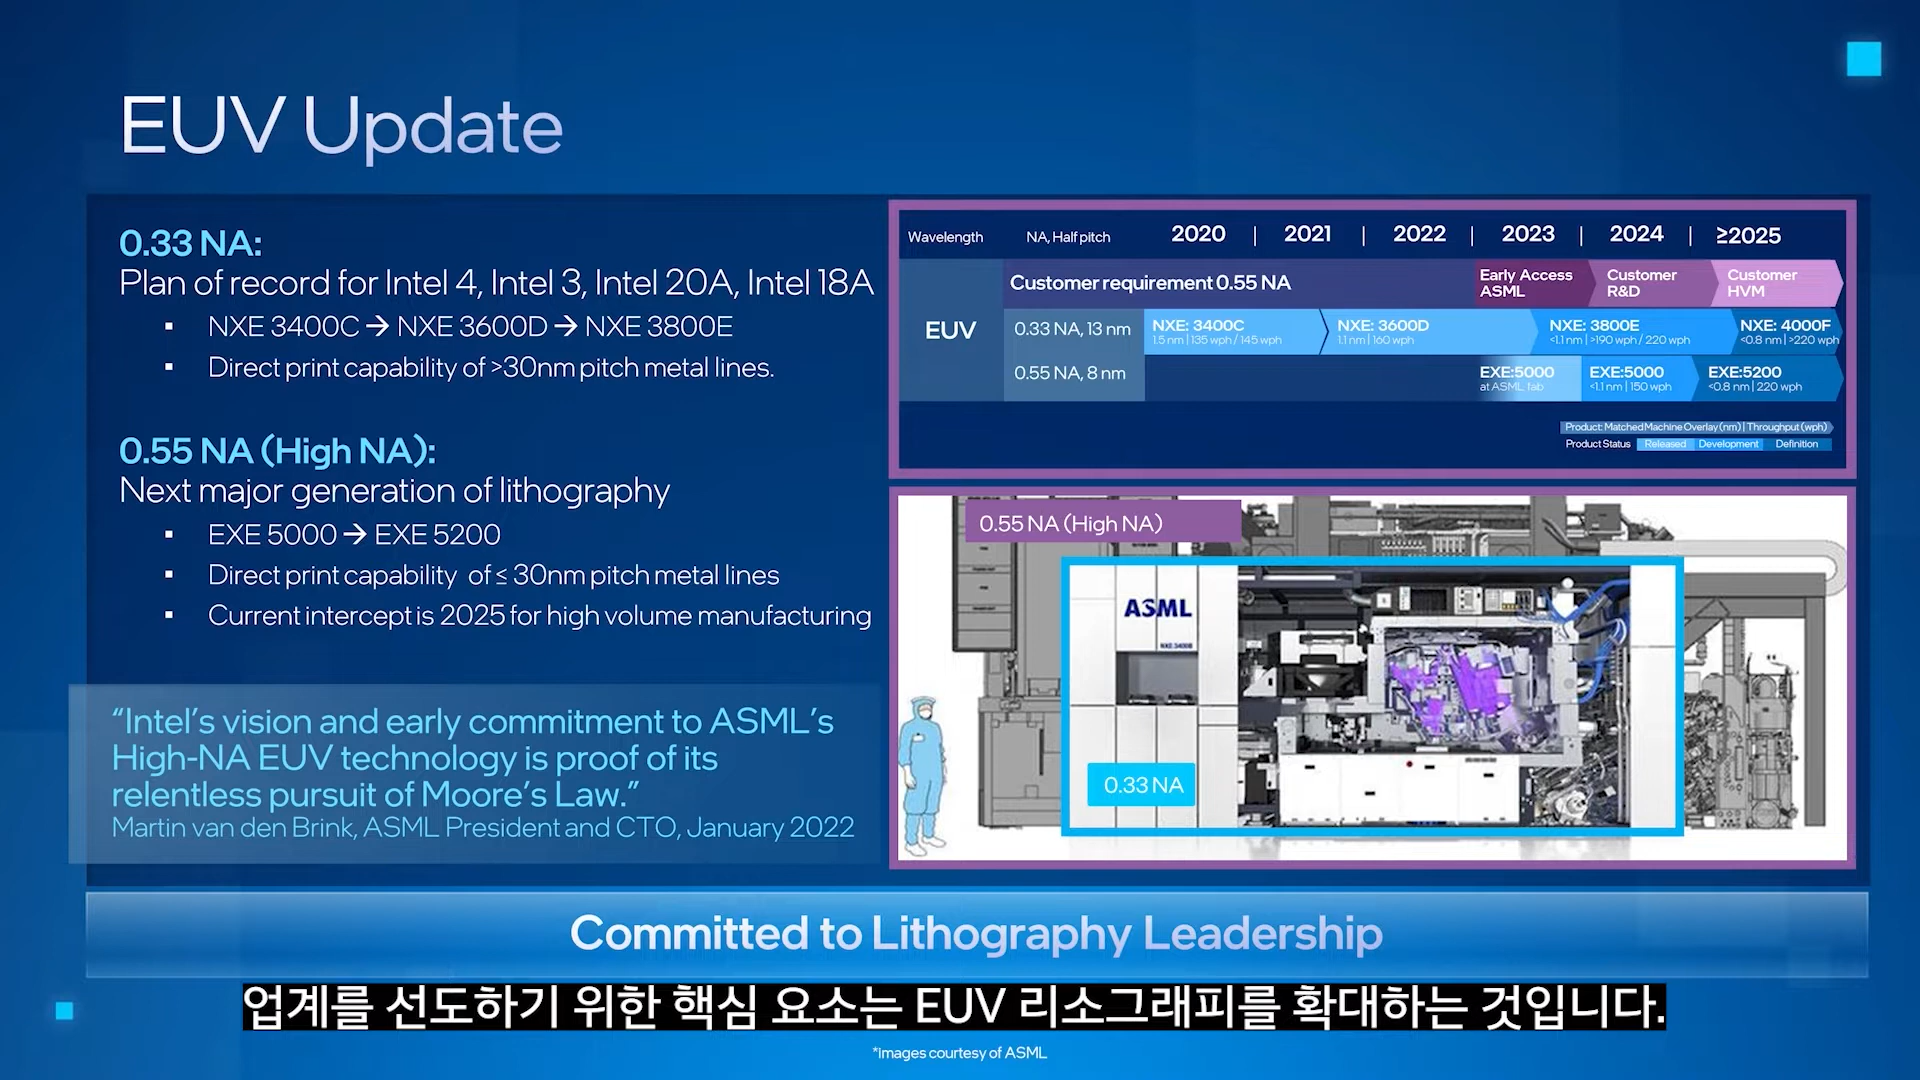 EUV Update
0.33 NA:
Plan of record for Intel 4, Intel 3, Intel 20A, Intel 18A
▪ NXE 3400C → NXE 3600D → NXE 3800E
▪ Direct print capability of >30nm pitch metal lines.
0.55 NA (High NA):
Next major generation of lithography
▪ EXE 5000 → EXE 5200
▪ Direct print capability of ≤ 30nm pitch metal lines
▪ Current intercept is 2025 for high volume manufacturing
“Intel’s vision and early commitment to ASML’s
High-NA EUV technology is proof of its
relentless pursuit of Moore’s Law.”
Martin van den Brink, ASML President and CTO, January 2022
Wavelength NA, Half pitch 2020 | 2021 | 2022 | 2023 | 2024 | ≥2025
Customer requirement 0.55 NA
Early Access
ASML
Customer
R&D
Customer
HVM
EUV
0.33 NA, 13 nm
NXE: 3400C
1.5 nm | 135 wph / 145 wph
NXE: 3600D
1.1 nm | 160 wph
NXE: 3800E
<1.1 nm | >190 wph / 220 wph
NXE: 4000F
<0.8 nm | >220 wph
0.55 NA, 8 nm
EXE:5000
at ASML fab
EXE:5000
<1.1 nm | 150 wph
EXE:5200
<0.8 nm | 220 wph
Product: Matched Machine Overlay (nm) | Throughput (wph)
Product Status Released Development Definition
0.55 NA (High NA)
ASML
NXE:3400B
0.33 NA
Committed to Lithography Leadership
업계를 선도하기 위한 핵심 요소는 EUV 리소그래피를 확대하는 것입니다.
*Images courtesy of ASML